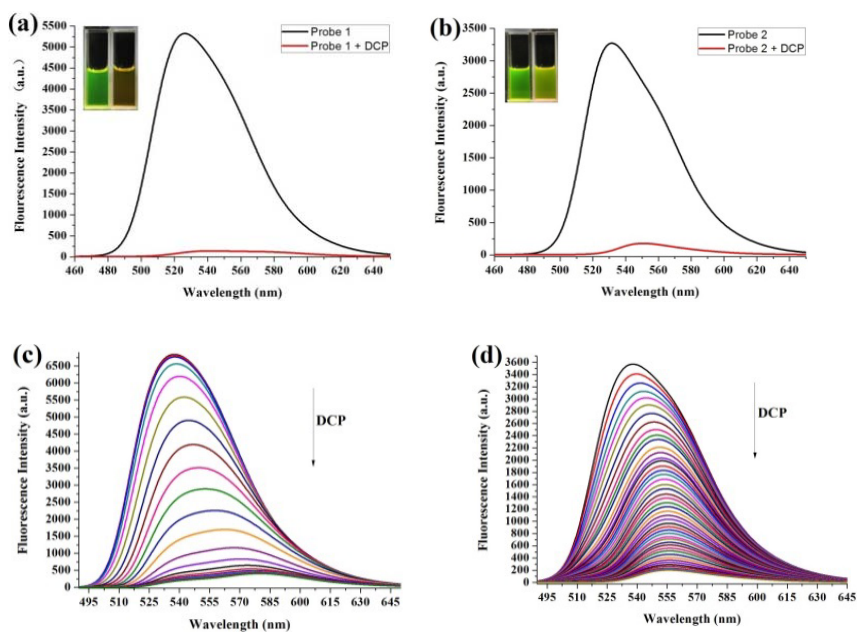 (a)
Probe 1
Probe 1 + DCP
Flourescence Intensity (a.u.)
5500
5000
4500
4000
3500
3000
2500
2000
1500
1000
500
0
460 480 500 520 540 560 580 600 620 640
Wavelength (nm)
(b)
Probe 2
Probe 2 + DCP
Flourescence Intensity (a.u.)
3500
3000
2500
2000
1500
1000
500
0
460 480 500 520 540 560 580 600 620 640
Wavelength (nm)
(c)
DCP
Fluorescence Intensity (a.u.)
6500
6000
5500
5000
4500
4000
3500
3000
2500
2000
1500
1000
500
0
495 510 525 540 555 570 585 600 615 630 645
Wavelength (nm)
(d)
DCP
Fluorescence Intensity (a.u.)
3600
3400
3200
3000
2800
2600
2400
2200
2000
1800
1600
1400
1200
1000
800
600
400
200
0
495 510 525 540 555 570 585 600 615 630 645
Wavelength (nm)